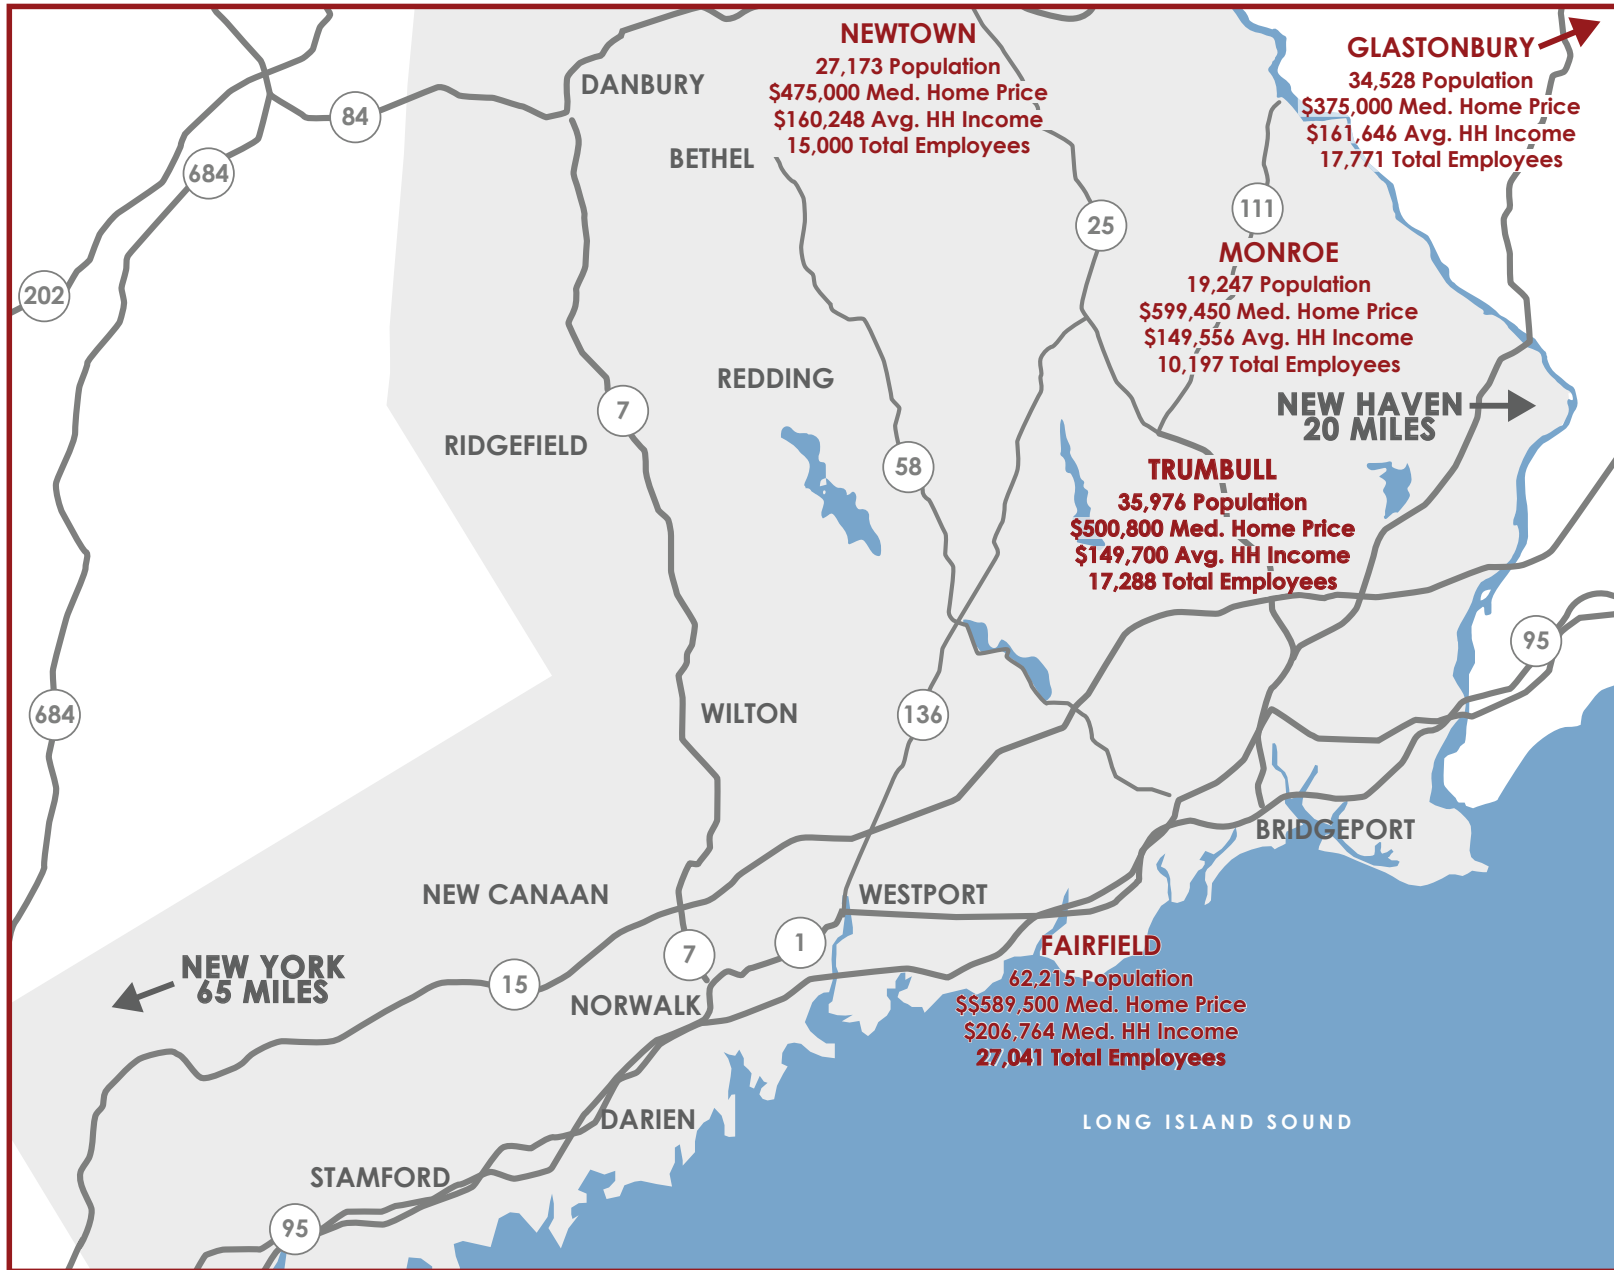 NEWTOWN
27,173 Population
$475,000 Med. Home Price
$160,248 Avg. HH Income
15,000 Total Employees
GLASTONBURY
34,528 Population
$375,000 Med. Home Price
$161,646 Avg. HH Income
17,771 Total Employees
DANBURY
84
BETHEL
684
111
25
MONROE
19,247 Population
$599,450 Med. Home Price
$149,556 Avg. HH Income
10,197 Total Employees
202
REDDING
7
NEW HAVEN
20 MILES
RIDGEFIELD
58
TRUMBULL
35,976 Population
$500,800 Med. Home Price
$149,700 Avg. HH Income
17,288 Total Employees
95
684
WILTON
136
BRIDGEPORT
NEW CANAAN
WESTPORT
1
7
FAIRFIELD
62,215 Population
$$589,500 Med. Home Price
$206,764 Med. HH Income
27,041 Total Employees
NEW YORK
65 MILES
15
NORWALK
DARIEN
LONG ISLAND SOUND
STAMFORD
95